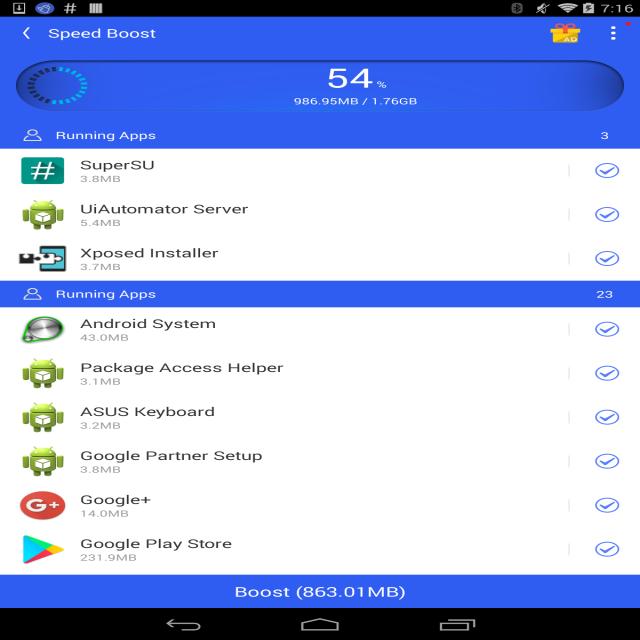 7:16
Speed Boost
AD
54 %
986.95MB / 1.76GB
Running Apps 3
SuperSU
3.8MB
UiAutomator Server
5.4MB
Xposed Installer
3.7MB
Running Apps 23
Android System
43.0MB
Package Access Helper
3.1MB
ASUS Keyboard
3.2MB
Google Partner Setup
3.8MB
G+
Google+
14.0MB
Google Play Store
231.9MB
Boost (863.01MB)